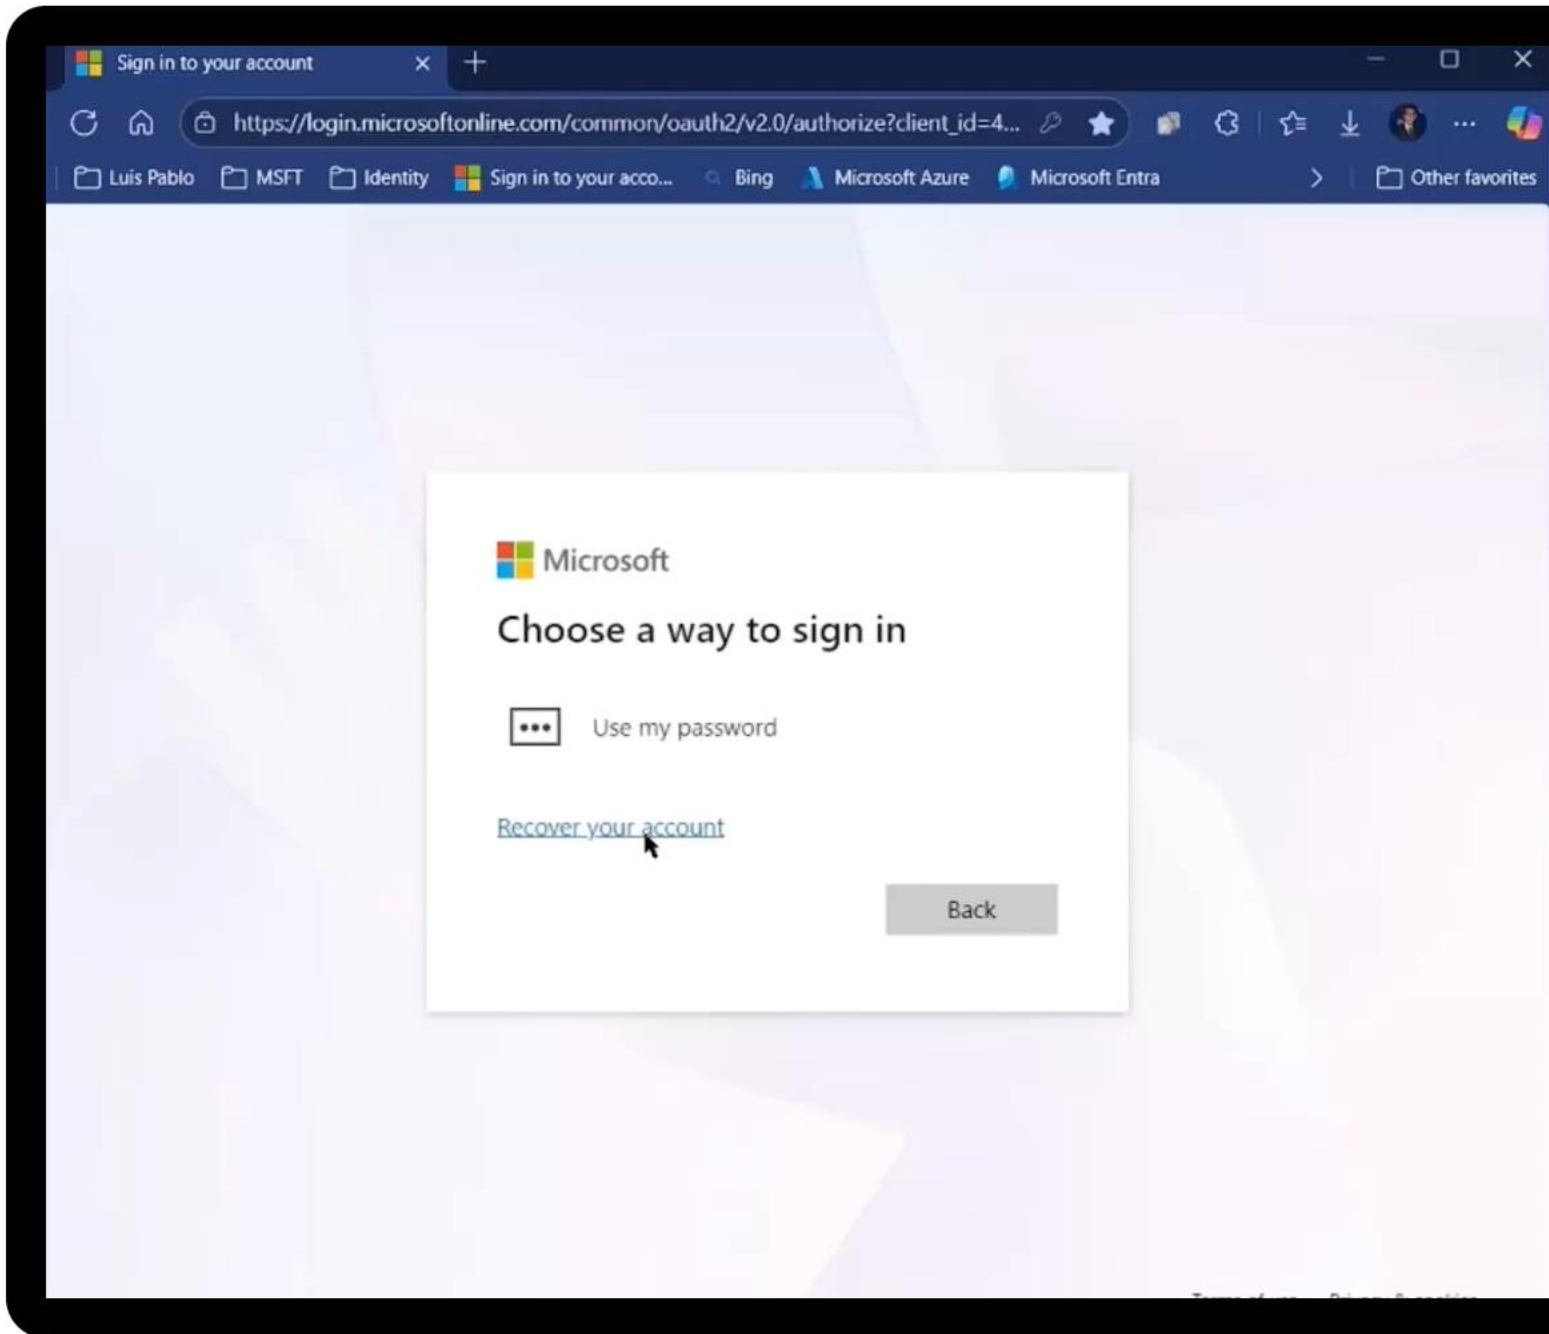 Sign in to your account
https://login.microsoftonline.com/common/oauth2/v2.0/authorize?client_id=4...
Luis Pablo MSFT Identity Sign in to your acco... Bing Microsoft Azure Microsoft Entra Other favorites
Microsoft
Choose a way to sign in
Use my password
Recover your account
Back